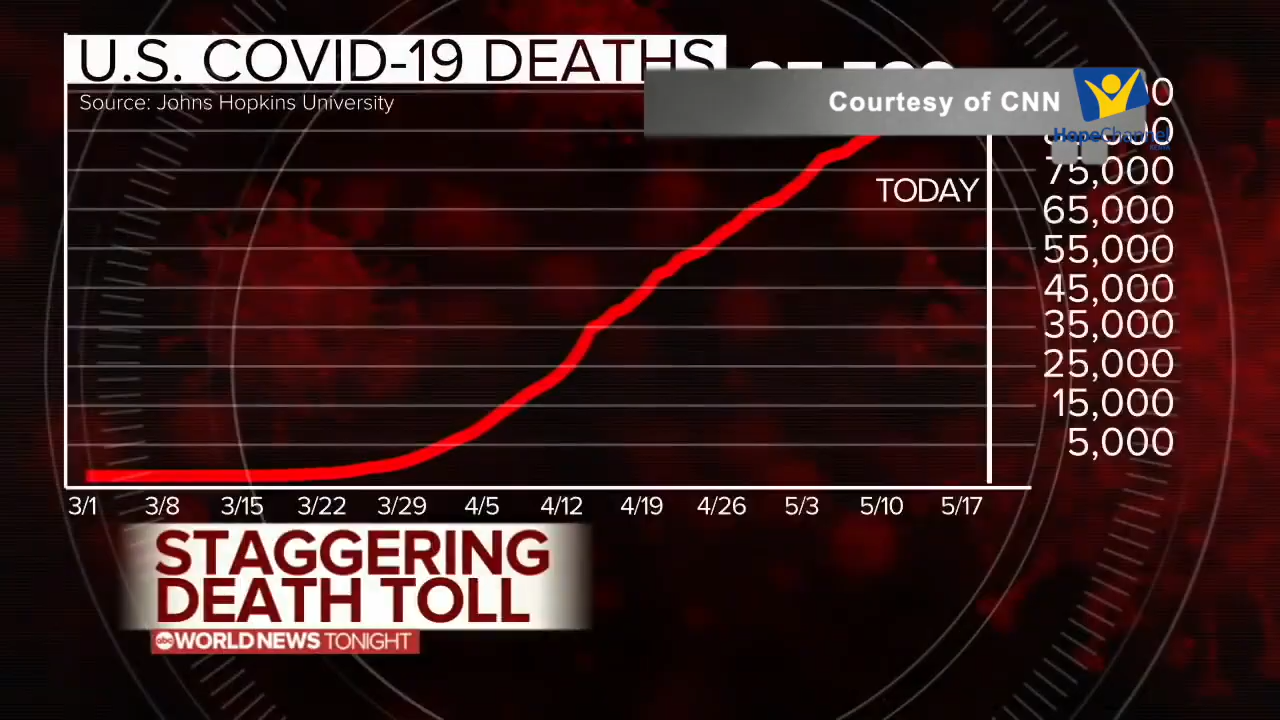 U.S. COVID-19 DEATHS
Source: Johns Hopkins University
Courtesy of CNN
HopeChannel
TODAY
75,000
65,000
55,000
45,000
35,000
25,000
15,000
5,000
3/1 3/8 3/15 3/22 3/29 4/5 4/12 4/19 4/26 5/3 5/10 5/17
STAGGERING
DEATH TOLL
abc WORLD NEWS TONIGHT